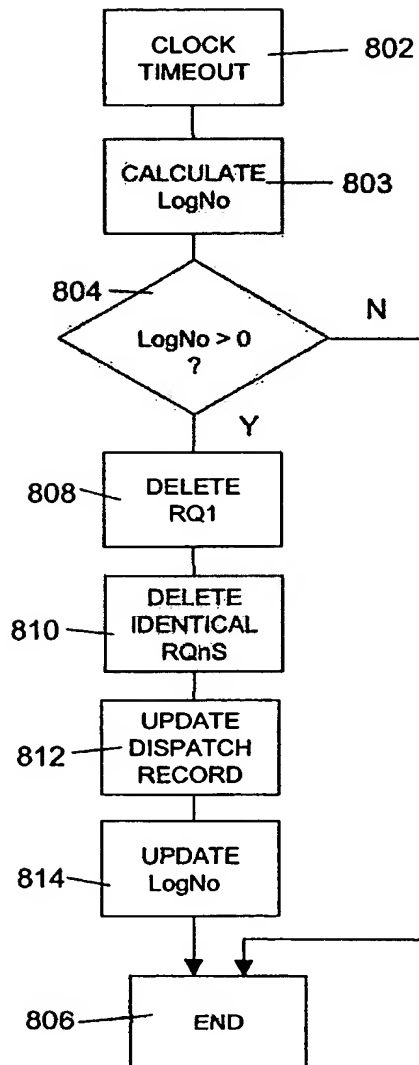 CLOCK
TIMEOUT
802
CALCULATE
LogNo
803
804
LogNo > 0
?
N
Y
808
DELETE
RQ1
810
DELETE
IDENTICAL
RQnS
812
UPDATE
DISPATCH
RECORD
814
UPDATE
LogNo
806
END